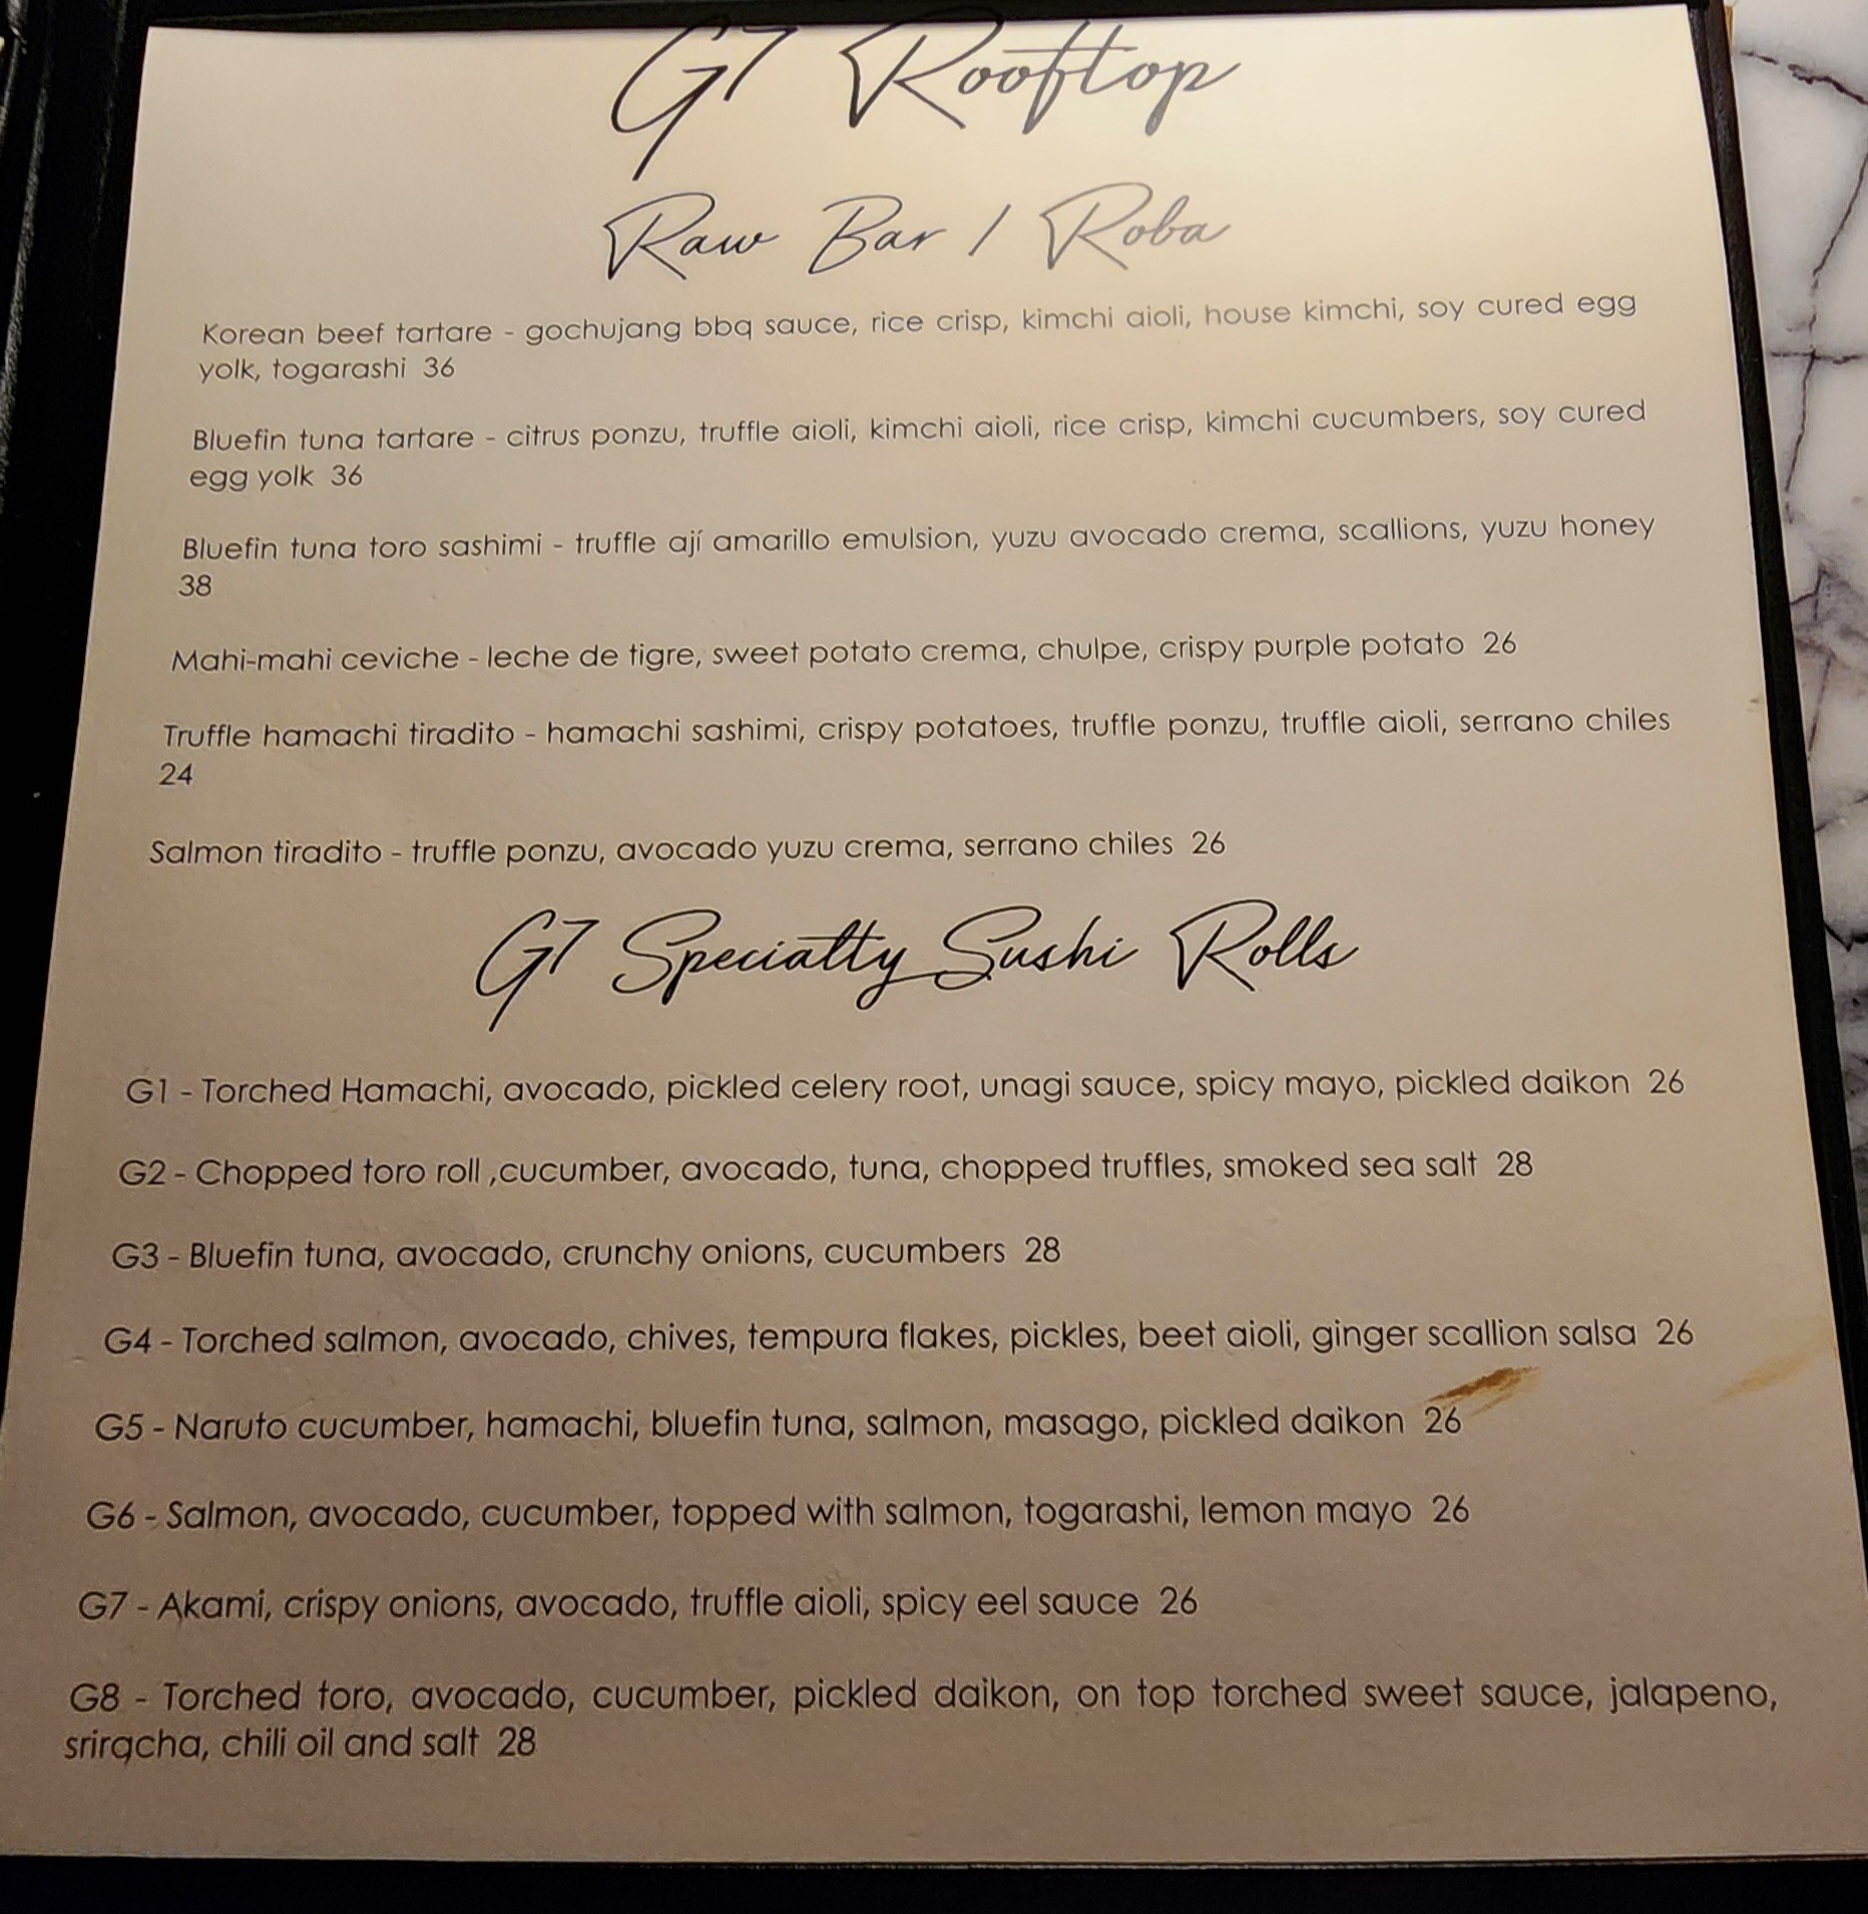 G7 Rooftop
Raw Bar / Roba
Korean beef tartare - gochujang bbq sauce, rice crisp, kimchi aioli, house kimchi, soy cured egg
yolk, togarashi 36
Bluefin tuna tartare - citrus ponzu, truffle aioli, kimchi aioli, rice crisp, kimchi cucumbers, soy cured
egg yolk 36
Bluefin tuna toro sashimi - truffle ají amarillo emulsion, yuzu avocado crema, scallions, yuzu honey
38
Mahi-mahi ceviche - leche de tigre, sweet potato crema, chulpe, crispy purple potato 26
Truffle hamachi tiradito - hamachi sashimi, crispy potatoes, truffle ponzu, truffle aioli, serrano chiles
24
Salmon tiradito - truffle ponzu, avocado yuzu crema, serrano chiles 26
G7 Specialty Sushi Rolls
G1 - Torched Hamachi, avocado, pickled celery root, unagi sauce, spicy mayo, pickled daikon 26
G2 - Chopped toro roll ,cucumber, avocado, tuna, chopped truffles, smoked sea salt 28
G3 - Bluefin tuna, avocado, crunchy onions, cucumbers 28
G4 - Torched salmon, avocado, chives, tempura flakes, pickles, beet aioli, ginger scallion salsa 26
G5 - Naruto cucumber, hamachi, bluefin tuna, salmon, masago, pickled daikon 26
G6 - Salmon, avocado, cucumber, topped with salmon, togarashi, lemon mayo 26
G7 - Akami, crispy onions, avocado, truffle aioli, spicy eel sauce 26
G8 - Torched toro, avocado, cucumber, pickled daikon, on top torched sweet sauce, jalapeno,
sriracha, chili oil and salt 28